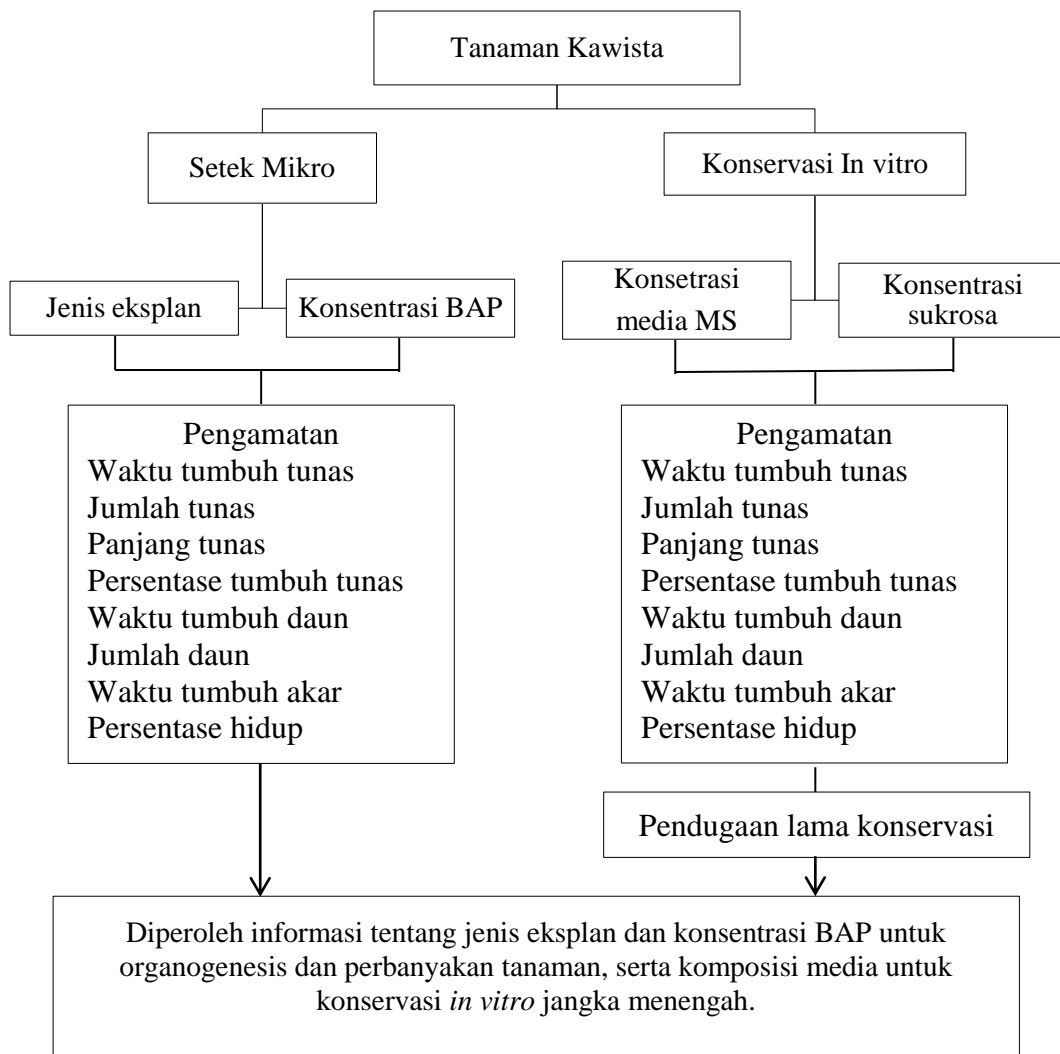 Tanaman Kawista
Setek Mikro
Konservasi In vitro
Jenis eksplan
Konsentrasi BAP
Konsetrasi
media MS
Konsentrasi
sukrosa
Pengamatan
Waktu tumbuh tunas
Jumlah tunas
Panjang tunas
Persentase tumbuh tunas
Waktu tumbuh daun
Jumlah daun
Waktu tumbuh akar
Persentase hidup
Pengamatan
Waktu tumbuh tunas
Jumlah tunas
Panjang tunas
Persentase tumbuh tunas
Waktu tumbuh daun
Jumlah daun
Waktu tumbuh akar
Persentase hidup
Pendugaan lama konservasi
Diperoleh informasi tentang jenis eksplan dan konsentrasi BAP untuk
organogenesis dan perbanyakan tanaman, serta komposisi media untuk
konservasi in vitro jangka menengah.